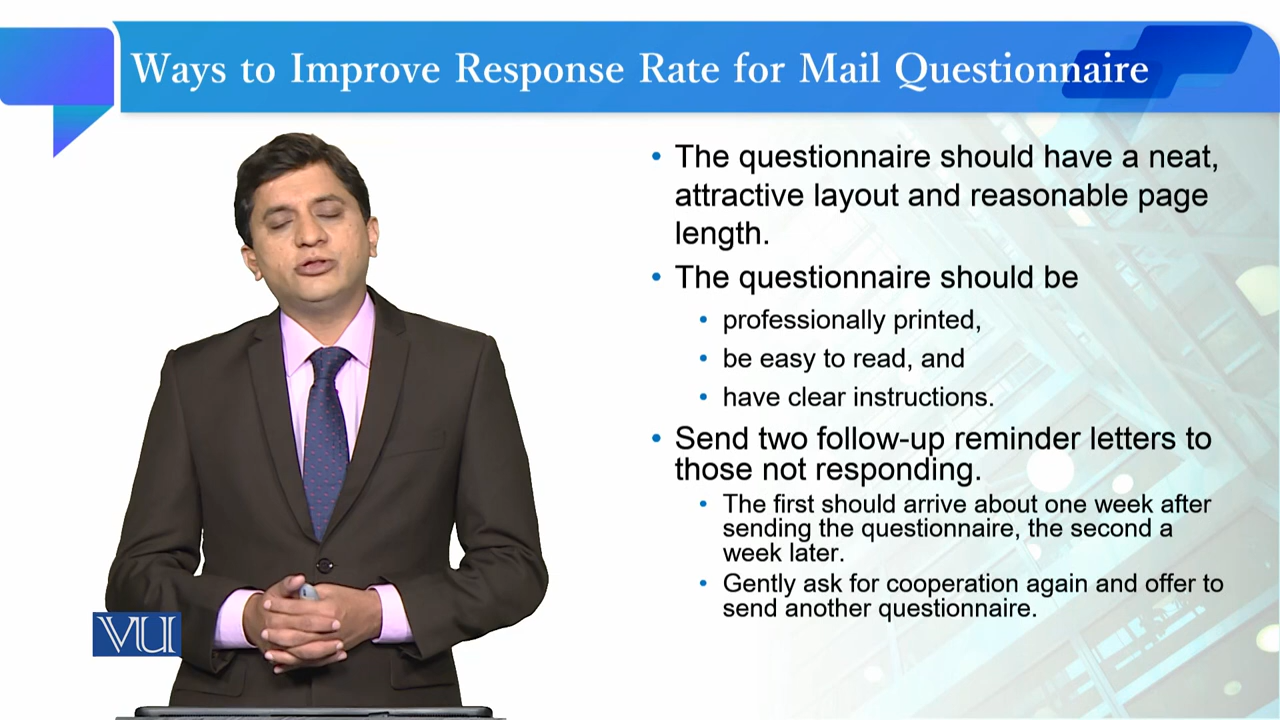 Ways to Improve Response Rate for Mail Questionnaire
• The questionnaire should have a neat,
attractive layout and reasonable page
length.
• The questionnaire should be
• professionally printed,
• be easy to read, and
• have clear instructions.
• Send two follow-up reminder letters to
those not responding.
• The first should arrive about one week after
sending the questionnaire, the second a
week later.
• Gently ask for cooperation again and offer to
send another questionnaire.
VU